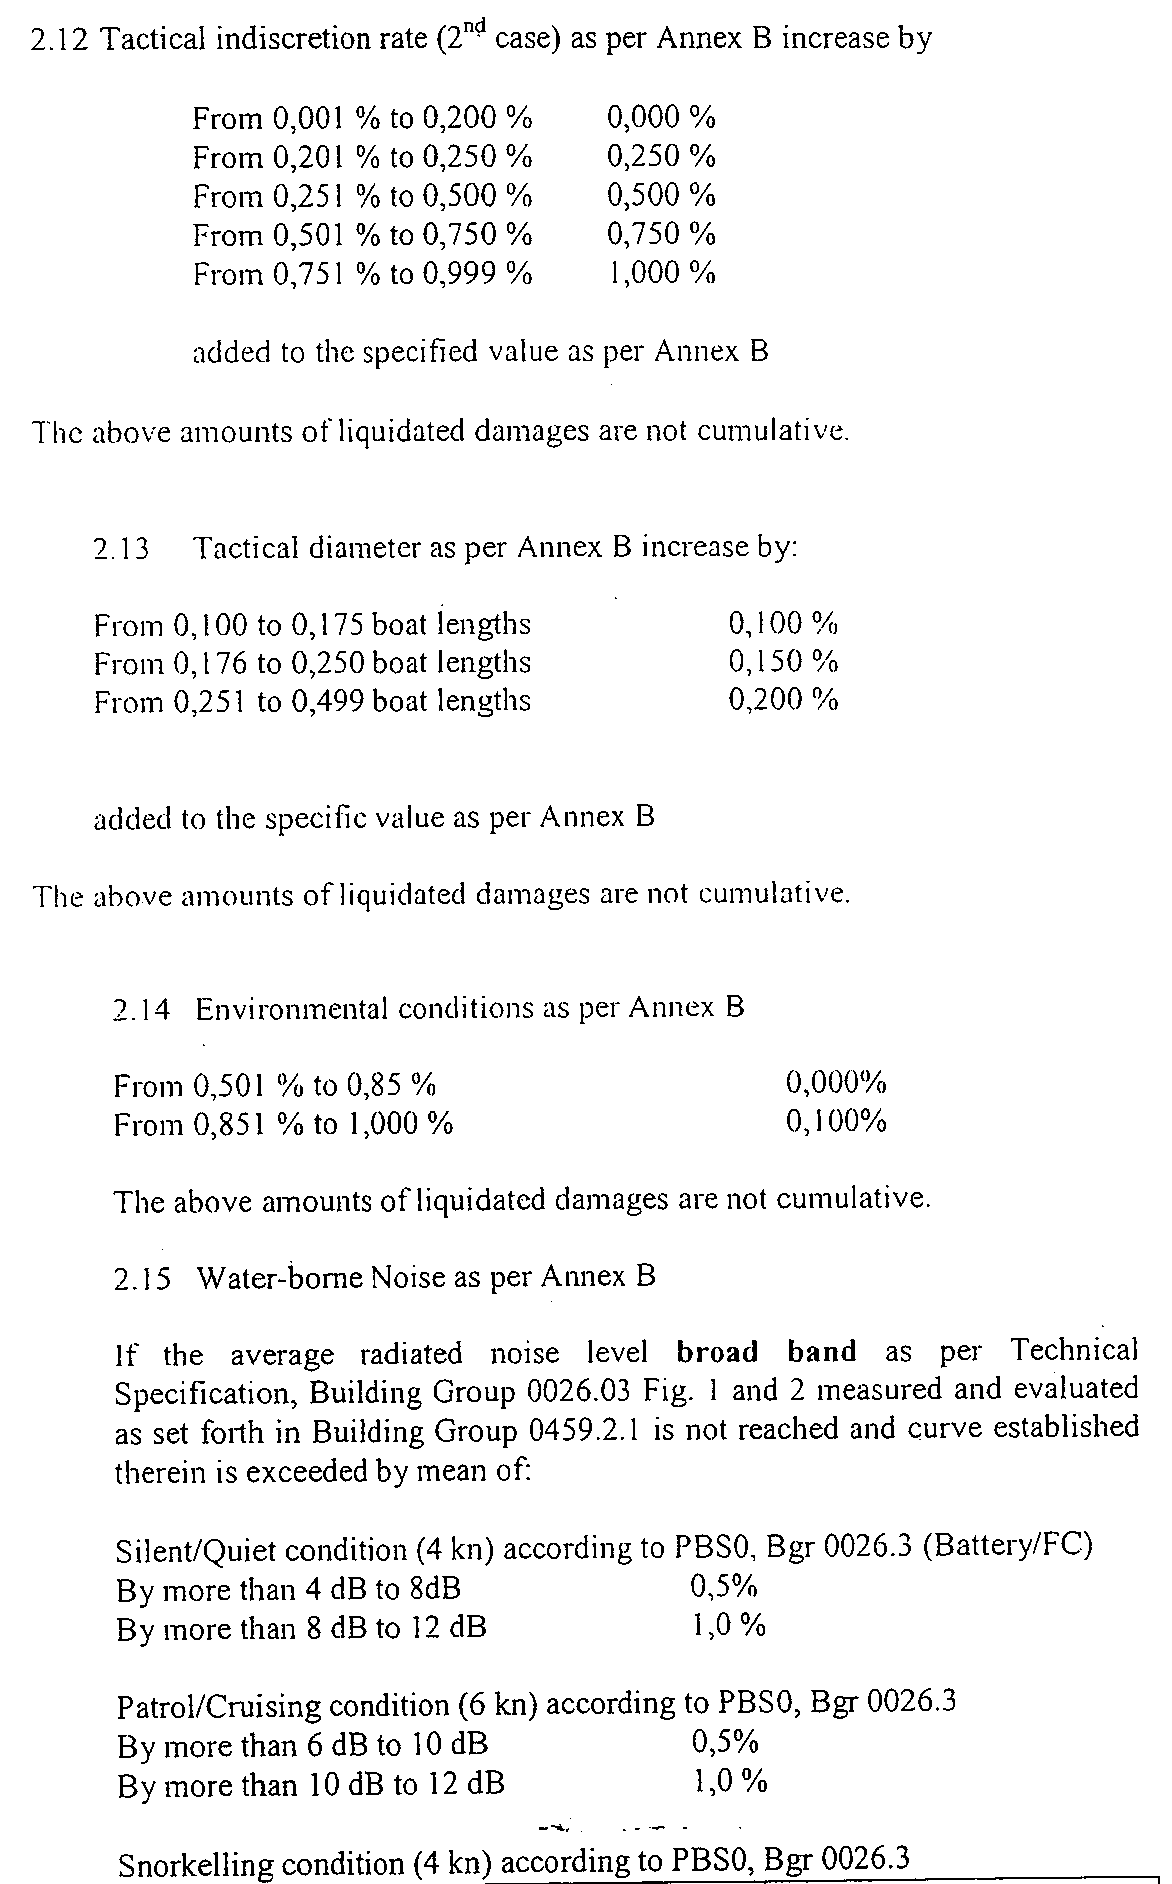 2.12 Tactical indiscretion rate (2nd case) as per Annex B increase by
From 0,001 % to 0,200 % 0,000 %
From 0,201 % to 0,250 % 0,250 %
From 0,251 % to 0,500 % 0,500 %
From 0,501 % to 0,750 % 0,750 %
From 0,751 % to 0,999 % 1,000 %
added to the specified value as per Annex B
The above amounts of liquidated damages are not cumulative.
2.13 Tactical diameter as per Annex B increase by:
From 0,100 to 0,175 boat lengths 0,100 %
From 0,176 to 0,250 boat lengths 0,150 %
From 0,251 to 0,499 boat lengths 0,200 %
added to the specific value as per Annex B
The above amounts of liquidated damages are not cumulative.
2.14 Environmental conditions as per Annex B
From 0,501 % to 0,85 % 0,000%
From 0,851 % to 1,000 % 0,100%
The above amounts of liquidated damages are not cumulative.
2.15 Water-borne Noise as per Annex B
If the average radiated noise level broad band as per Technical
Specification, Building Group 0026.03 Fig. 1 and 2 measured and evaluated
as set forth in Building Group 0459.2.1 is not reached and curve established
therein is exceeded by mean of:
Silent/Quiet condition (4 kn) according to PBS0, Bgr 0026.3 (Battery/FC)
By more than 4 dB to 8dB 0,5%
By more than 8 dB to 12 dB 1,0 %
Patrol/Cruising condition (6 kn) according to PBS0, Bgr 0026.3
By more than 6 dB to 10 dB 0,5%
By more than 10 dB to 12 dB 1,0 %
Snorkelling condition (4 kn) according to PBS0, Bgr 0026.3